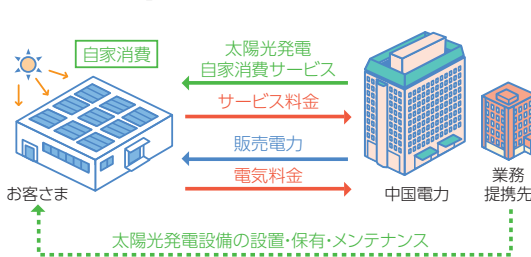 自家消費
太陽光発電
自家消費サービス
サービス料金
販売電力
電気料金
お客さま
中国電力
業務
提携先
太陽光発電設備の設置・保有・メンテナンス